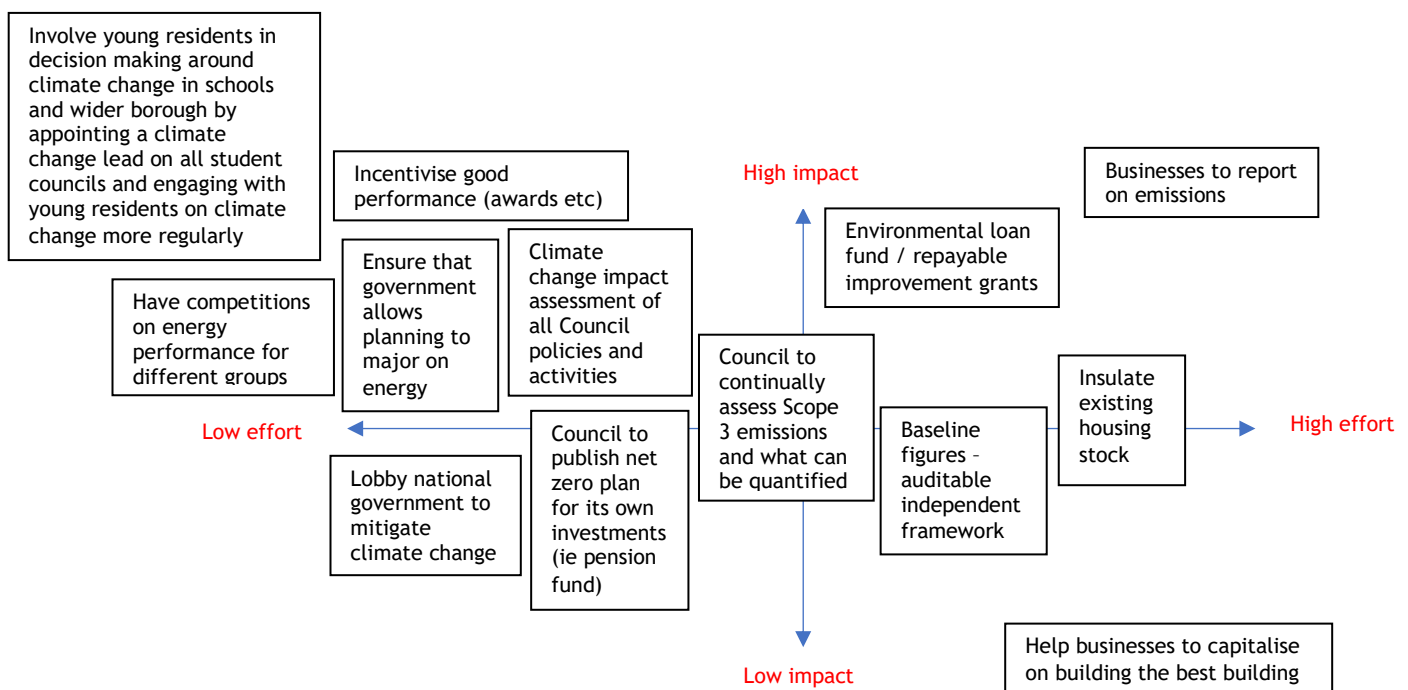 Involve young residents in
decision making around
climate change in schools
and wider borough by
appointing a climate
change lead on all student
councils and engaging with
young residents on climate
change more regularly
Incentivise good
performance (awards etc)
High impact
Businesses to report
on emissions
Environmental loan
fund / repayable
improvement grants
Have competitions
on energy
performance for
different groups
Ensure that
government
allows
planning to
major on
energy
Climate
change impact
assessment of
all Council
policies and
activities
Council to
continually
assess Scope
3 emissions
and what can
be quantified
Insulate
existing
housing
stock
Low effort
High effort
Lobby national
government to
mitigate
climate change
Council to
publish net
zero plan
for its own
investments
(ie pension
fund)
Baseline
figures –
auditable
independent
framework
Low impact
Help businesses to capitalise
on building the best building